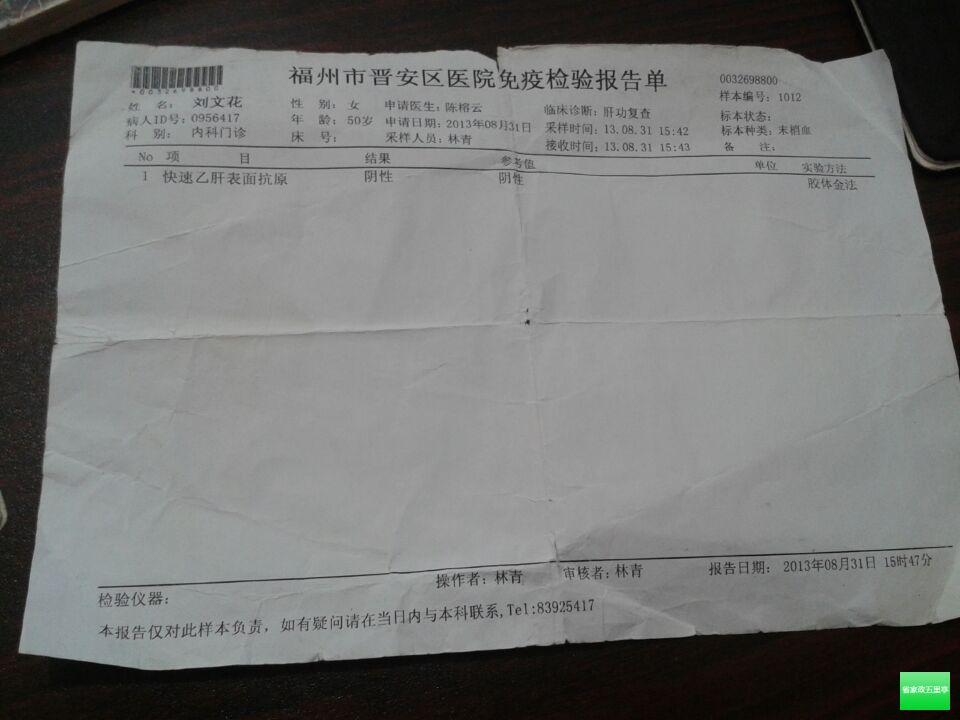 福州市晋安区医院免疫检验报告单
*0032698800*
0032698800
姓 名: 刘文花 性 别: 女 申请医生: 陈榕云 临床诊断: 肝功复查 样本编号: 1012
病人ID号: 0956417 年 龄: 50岁 申请日期: 2013年08月31日 采样时间: 13.08.31 15:42 标本状态:
科 别: 内科门诊 床 号: 采样人员: 林青 接收时间: 13.08.31 15:43 标本种类: 末梢血
备 注:
No 项 目 结果 参考值 单位 实验方法
1 快速乙肝表面抗原 阴性 阴性 胶体金法
检验仪器: 操作者: 林青 审核者: 林青 报告日期: 2013年08月31日 15时47分
本报告仅对此样本负责, 如有疑问请在当日内与本科联系, Tel:83925417
省家政五里亭